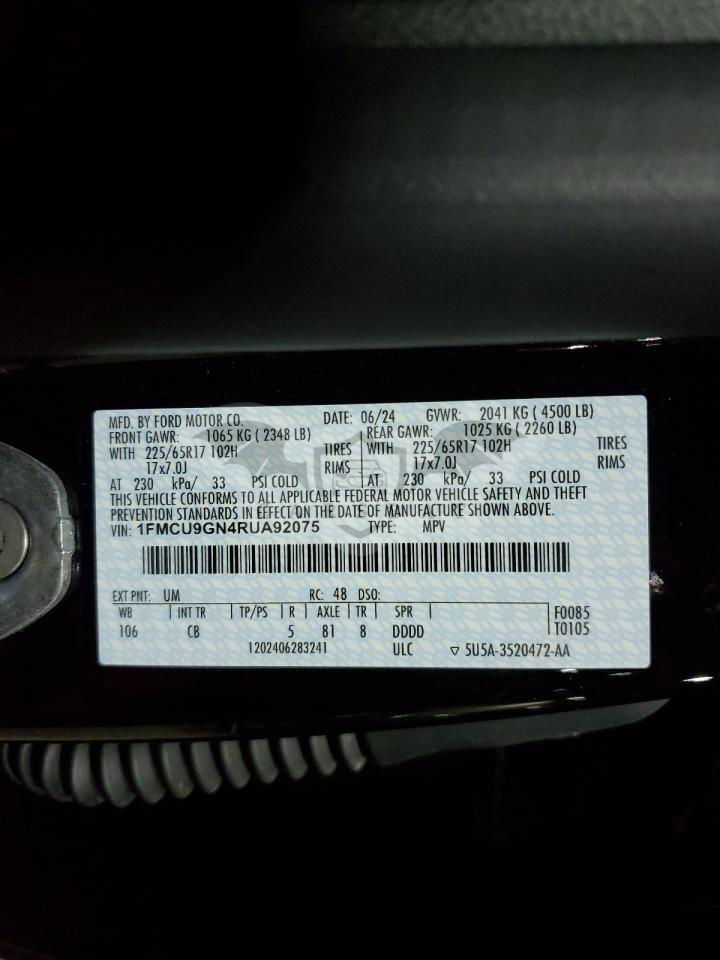 MFD. BY FORD MOTOR CO. DATE: 06/24 GVWR: 2041 KG ( 4500 LB)
FRONT GAWR: 1065 KG ( 2348 LB) REAR GAWR: 1025 KG ( 2260 LB)
WITH 225/65R17 102H TIRES WITH 225/65R17 102H TIRES
17x7.0J RIMS 17x7.0J RIMS
AT 230 kPa/ 33 PSI COLD AT 230 kPa/ 33 PSI COLD
THIS VEHICLE CONFORMS TO ALL APPLICABLE FEDERAL MOTOR VEHICLE SAFETY AND THEFT
PREVENTION STANDARDS IN EFFECT ON THE DATE OF MANUFACTURE SHOWN ABOVE.
VIN: 1FMCU9GN4RUA92075 TYPE: MPV
EXT PNT: UM RC: 48 DSO:
WB INT TR TP/PS R AXLE TR SPR F0085
106 CB 5 81 8 DDDD T0105
1202406283241 ULC ▽ 5U5A-3520472-AA